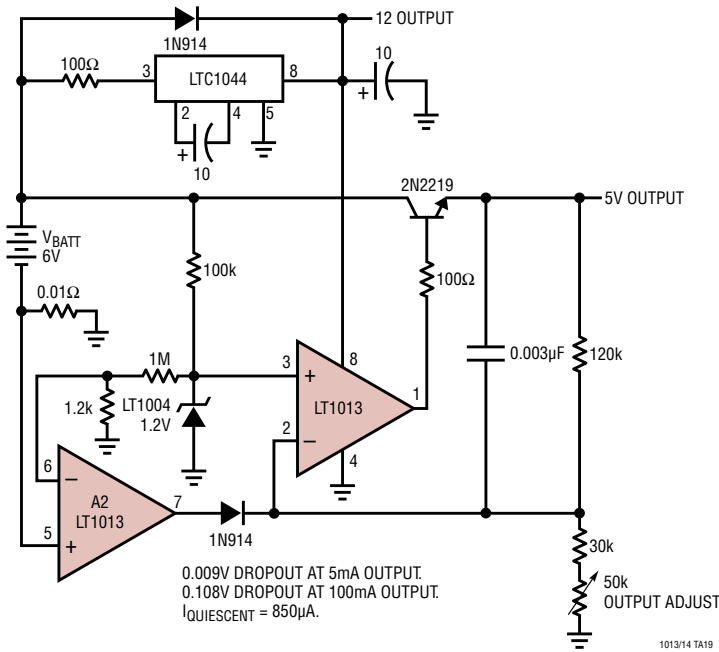 12 OUTPUT
1N914
100Ω
3
LTC1044
8
10
+
2
4
5
+
10
2N2219
5V OUTPUT
VBATT
6V
100k
100Ω
0.01Ω
1M
3
+
8
1
0.003µF
120k
1.2k
LT1004
1.2V
LT1013
2
–
4
6
–
A2
LT1013
7
5
+
1N914
30k
50k
OUTPUT ADJUST
0.009V DROPOUT AT 5mA OUTPUT.
0.108V DROPOUT AT 100mA OUTPUT.
IQUIESCENT = 850µA.
1013/14 TA19